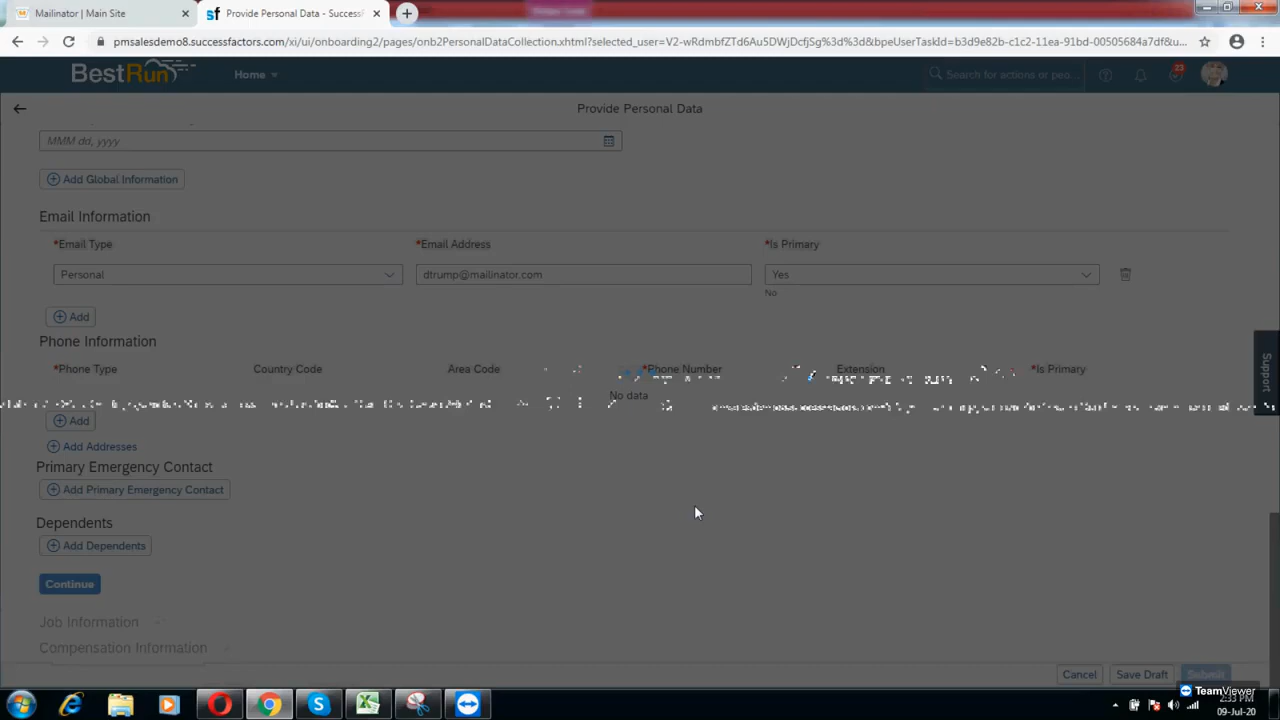 Mailinator | Main Site
Provide Personal Data - SuccessF
pmsalesdemo8.successfactors.com/xi/ui/onboarding2/pages/onb2PersonalDataCollection.xhtml?selected_user=V2-wRdmbfZTd6Au5DWjDcfjSg%3d%3d&bpeUserTaskId=b3d9e82b-c1c2-11ea-91bd-00505684a7df&u...
BestRun
Home
Search for actions or peo...
23
Provide Personal Data
MMM dd, yyyy
Add Global Information
Email Information
*Email Type *Email Address *Is Primary
Personal dtrump@mailinator.com Yes
No
Add
Phone Information
*Phone Type Country Code Area Code *Phone Number Extension *Is Primary
No data
Add
Add Addresses
Primary Emergency Contact
Add Primary Emergency Contact
Dependents
Add Dependents
Continue
Job Information
Compensation Information
Support
Cancel Save Draft Submit
TeamViewer
2:33 PM
09-Jul-20